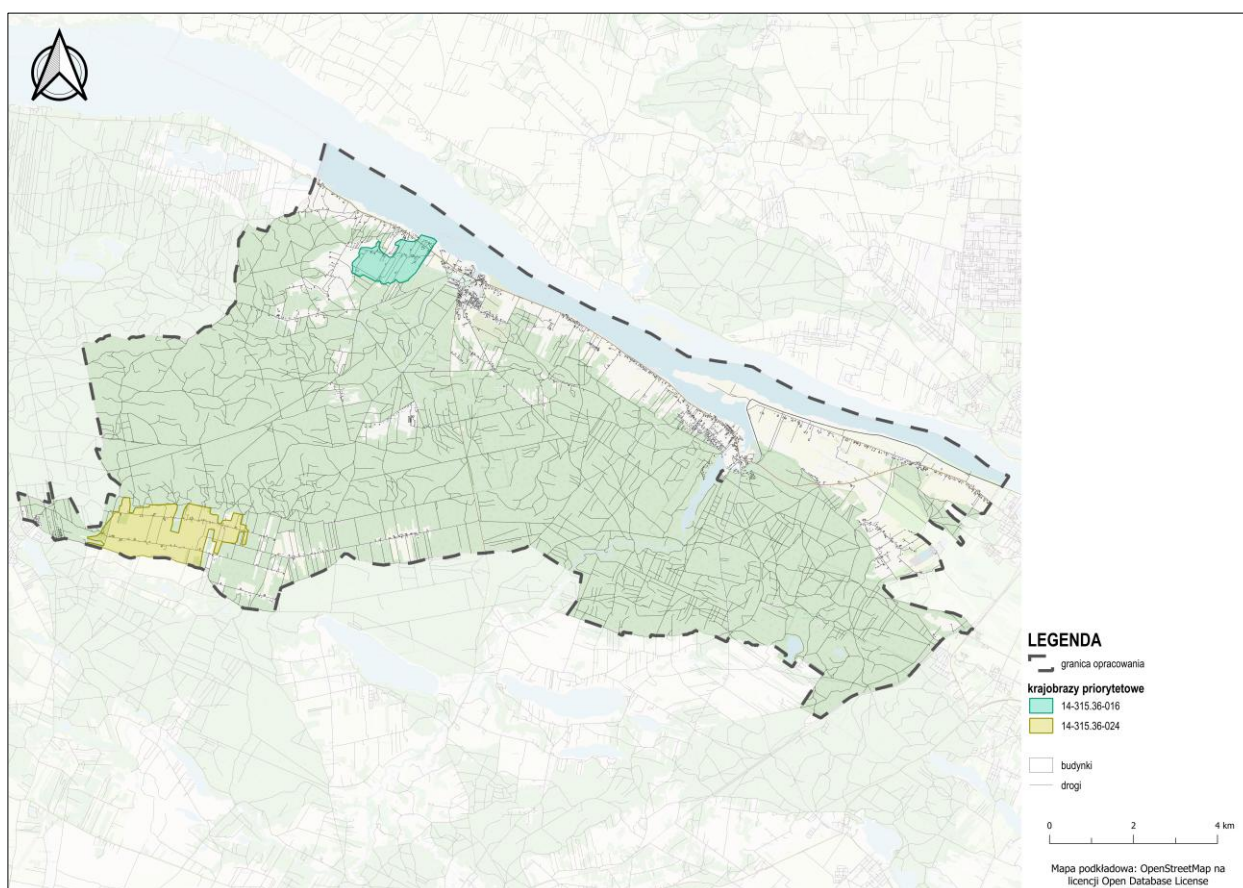 LEGENDA
granica opracowania
krajobrazy priorytetowe
14-315.36-016
14-315.36-024
budynki
drogi
0 2 4 km
Mapa podkładowa: OpenStreetMap na
licencji Open Database License